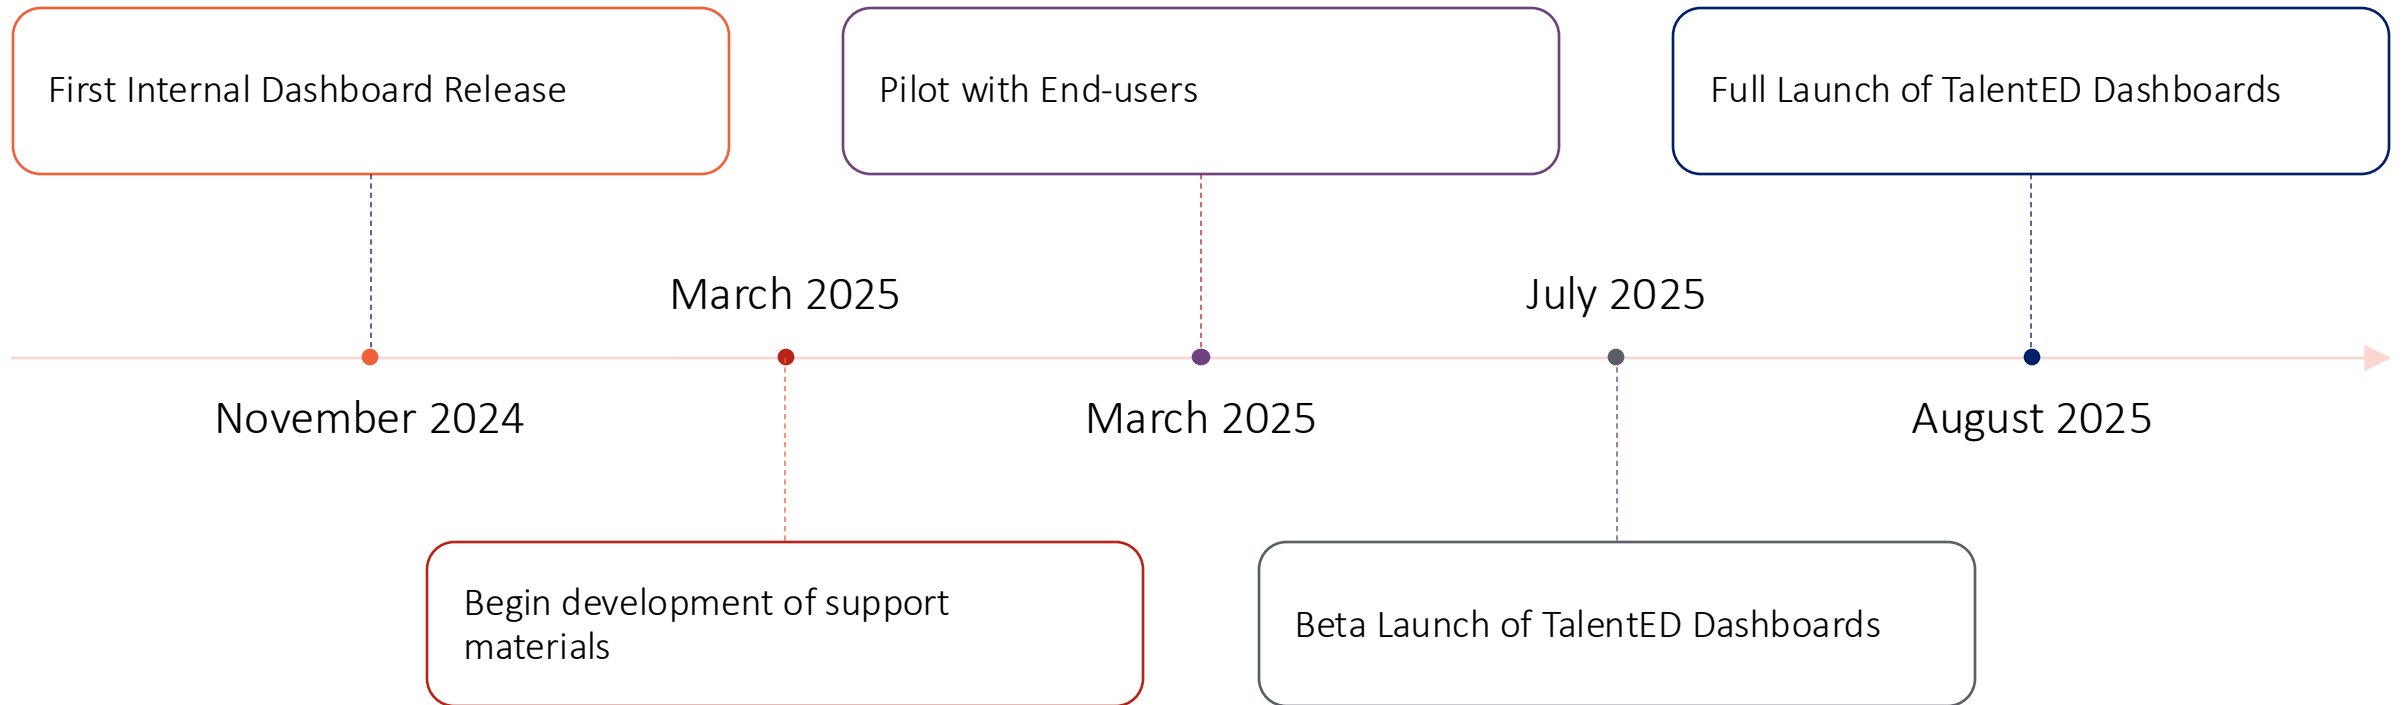 First Internal Dashboard Release
Pilot with End-users
Full Launch of TalentED Dashboards
March 2025
July 2025
November 2024
March 2025
August 2025
Begin development of support
materials
Beta Launch of TalentED Dashboards